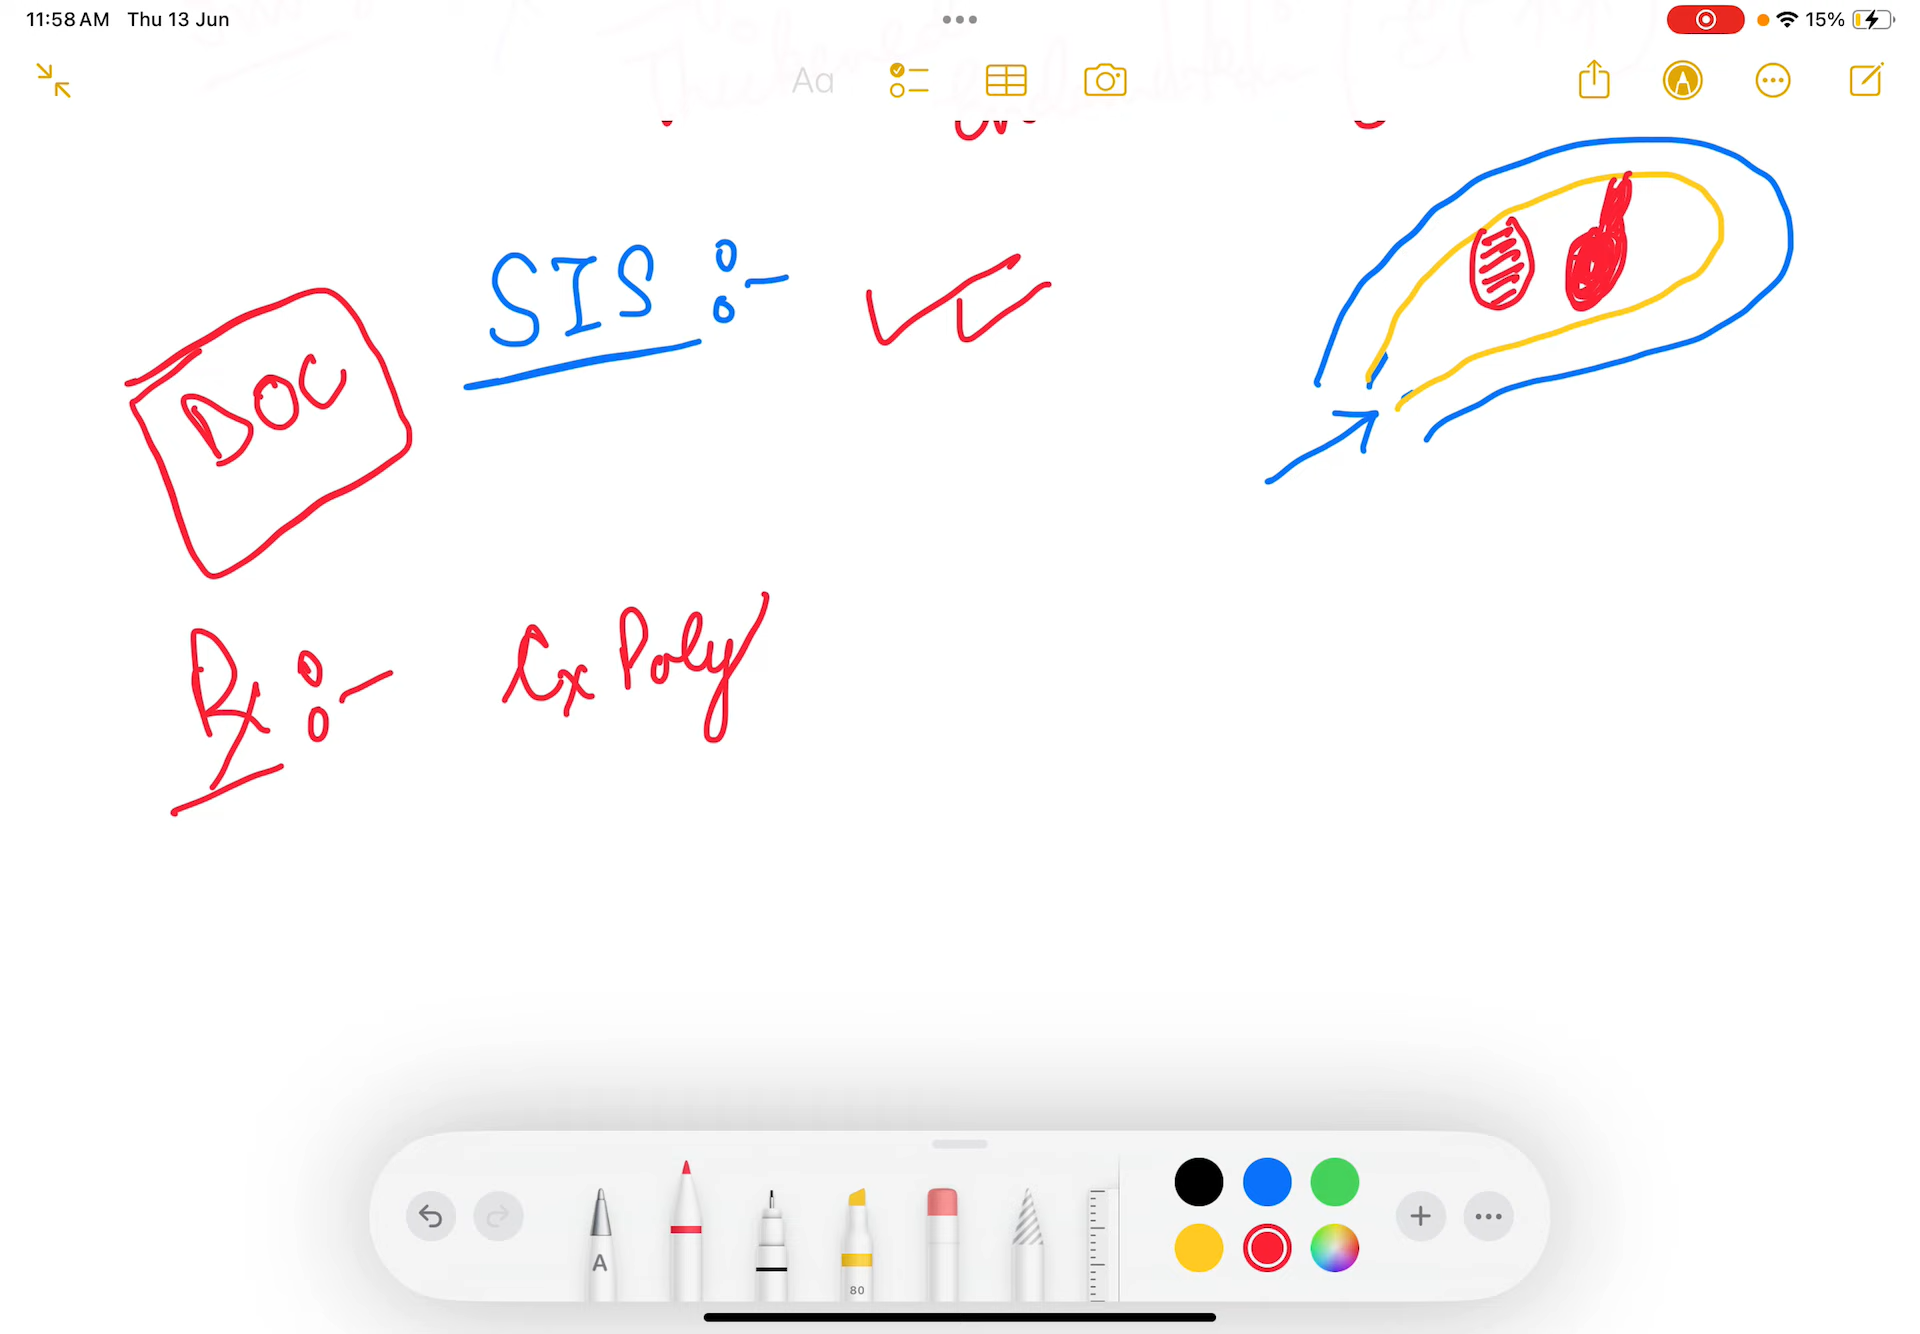 11:58 AM Thu 13 Jun
15%
Aa
SIS :-
DOC
Rx :- Cx Poly
A
80